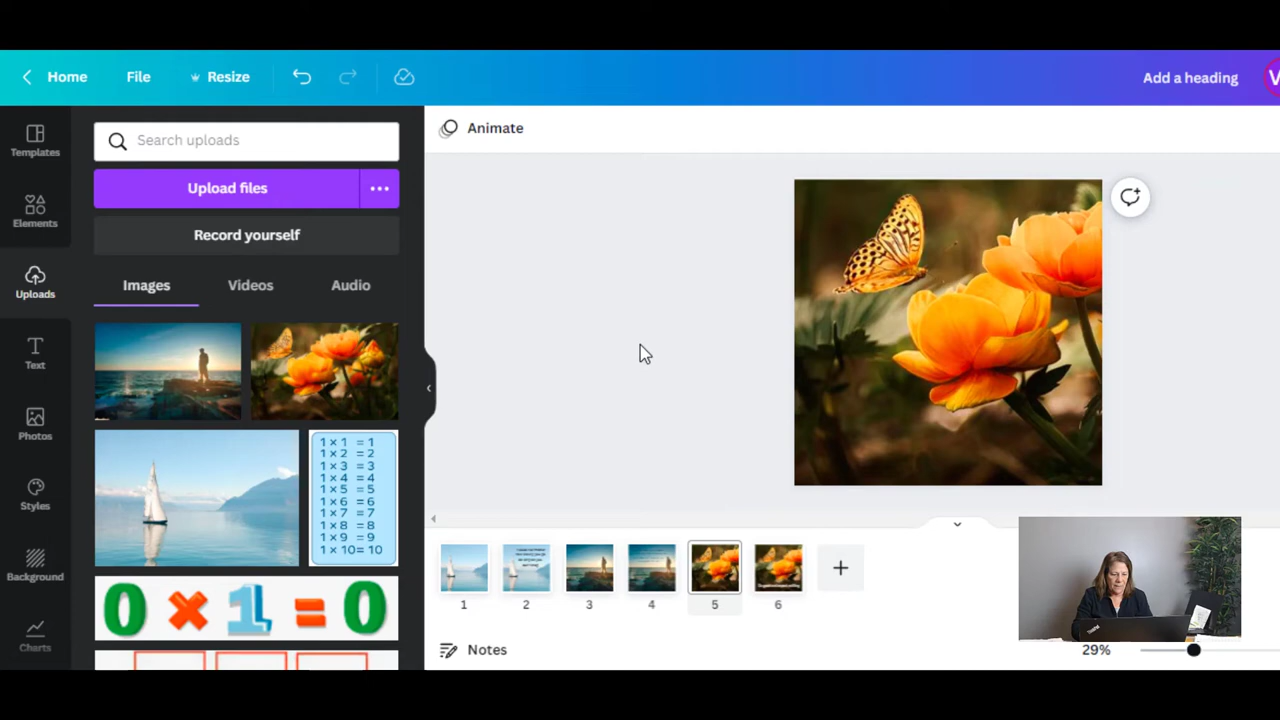 Home File Resize Add a heading
V
Animate
Templates
Search uploads
Upload files
Elements
Record yourself
Uploads
Images Videos Audio
Text
Photos
1 × 1 = 1
1 × 2 = 2
1 × 3 = 3
1 × 4 = 4
1 × 5 = 5
1 × 6 = 6
1 × 7 = 7
1 × 8 = 8
1 × 9 = 9
1 × 10 = 10
Styles
Background
0 × 1 = 0
Charts
1 2 3 4 5 6
Notes
29%